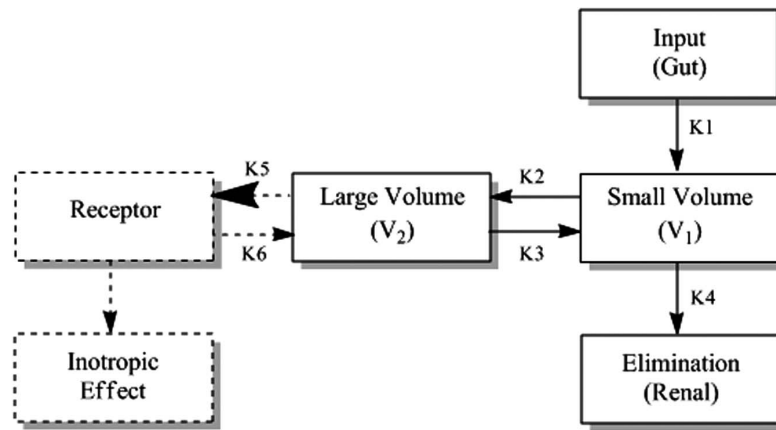 Input
(Gut)
K1
K5
K2
Receptor
Large Volume
(V₂)
Small Volume
(V₁)
K6
K3
K4
Inotropic
Effect
Elimination
(Renal)